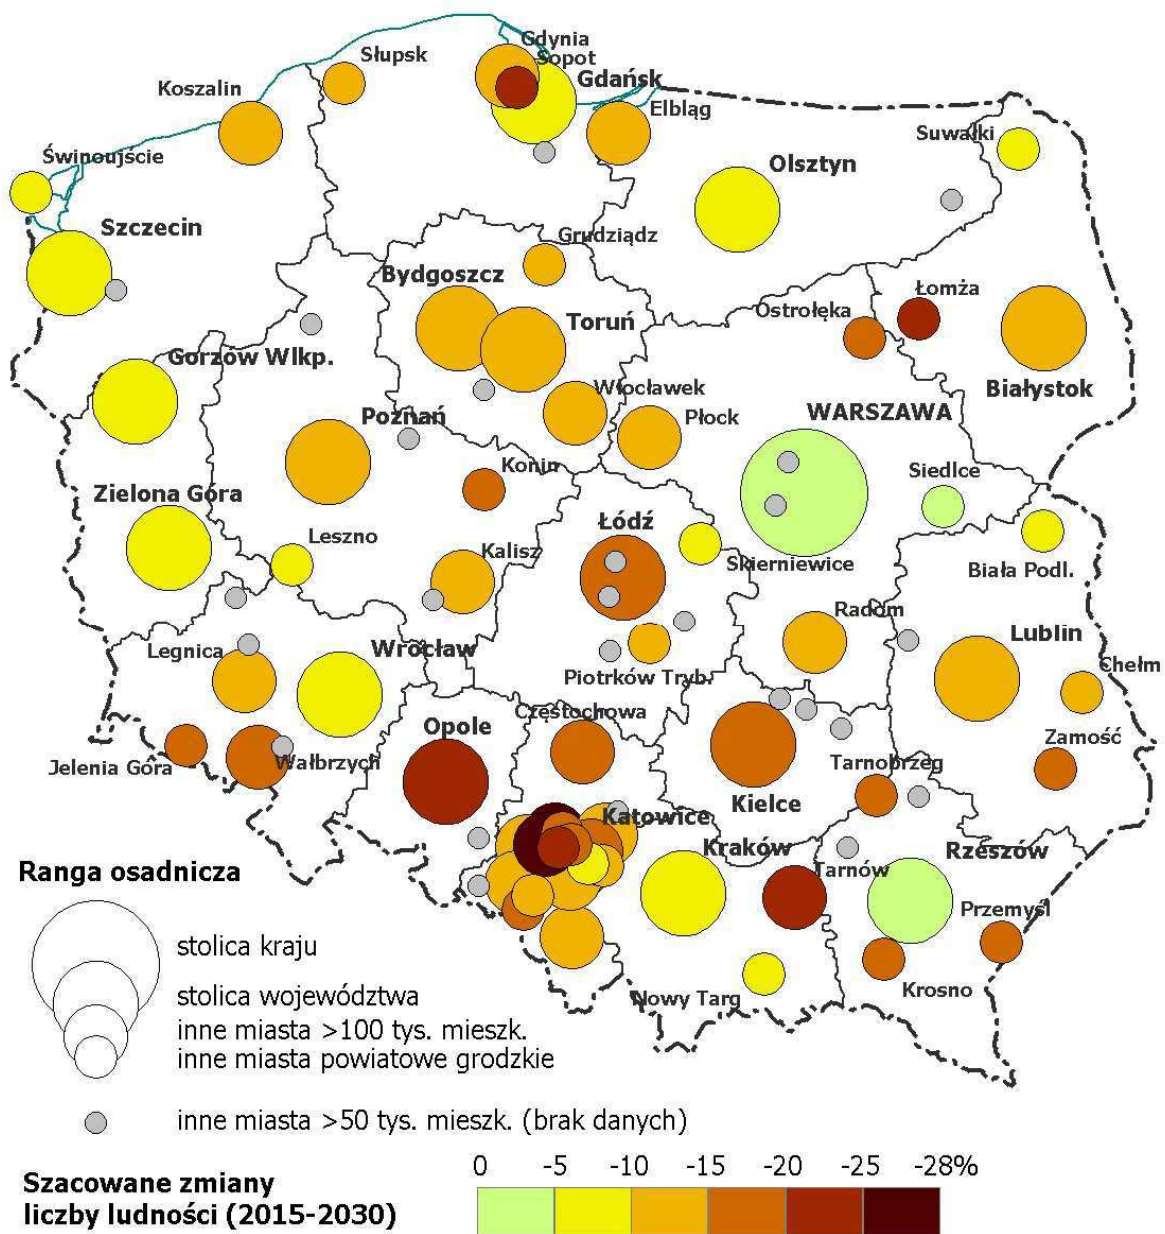 Gdynia
Słupsk
Sopot
Gdańsk
Koszalin
Elbląg
Suwałki
Świnoujście
Olsztyn
Szczecin
Grudziądz
Bydgoszcz
Łomża
Ostrołęka
Toruń
Gorzów Wlkp.
Włocławek
Białystok
Poznań
Płock
WARSZAWA
Konin
Siedlce
Zielona Góra
Łódź
Leszno
Kalisz
Skierniewice
Biała Podl.
Radom
Lublin
Legnica
Wrocław
Chełm
Piotrków Tryb.
Częstochowa
Opole
Zamość
Jelenia Góra
Wałbrzych
Tarnobrzeg
Kielce
Katowice
Kraków
Rzeszów
Tarnów
Przemyśl
Krosno
Nowy Targ
Ranga osadnicza
stolica kraju
stolica województwa
inne miasta >100 tys. mieszk.
inne miasta powiatowe grodzkie
inne miasta >50 tys. mieszk. (brak danych)
0 -5 -10 -15 -20 -25 -28%
Szacowane zmiany
liczby ludności (2015-2030)